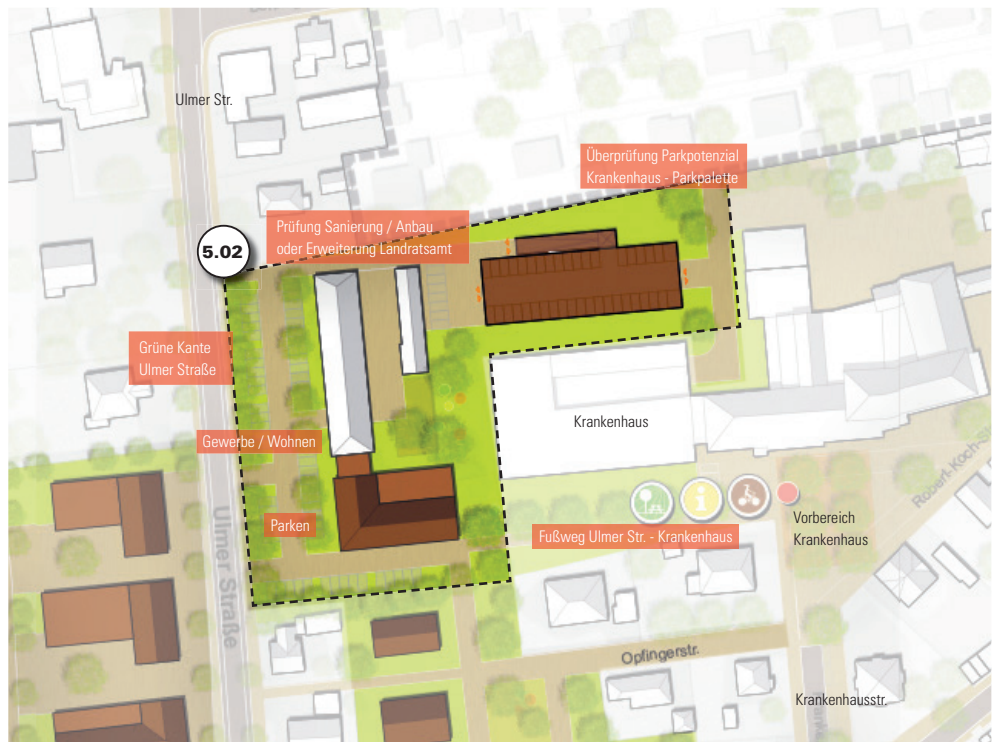 Ulmer Str.
Überprüfung Parkpotenzial
Krankenhaus - Parkpalette
Prüfung Sanierung / Anbau
oder Erweiterung Landratsamt
5.02
Grüne Kante
Ulmer Straße
Krankenhaus
Gewerbe / Wohnen
Parken
Fußweg Ulmer Str. - Krankenhaus
Vorbereich
Krankenhaus
Ulmer Straße
Opfingerstr.
Krankenhausstr.